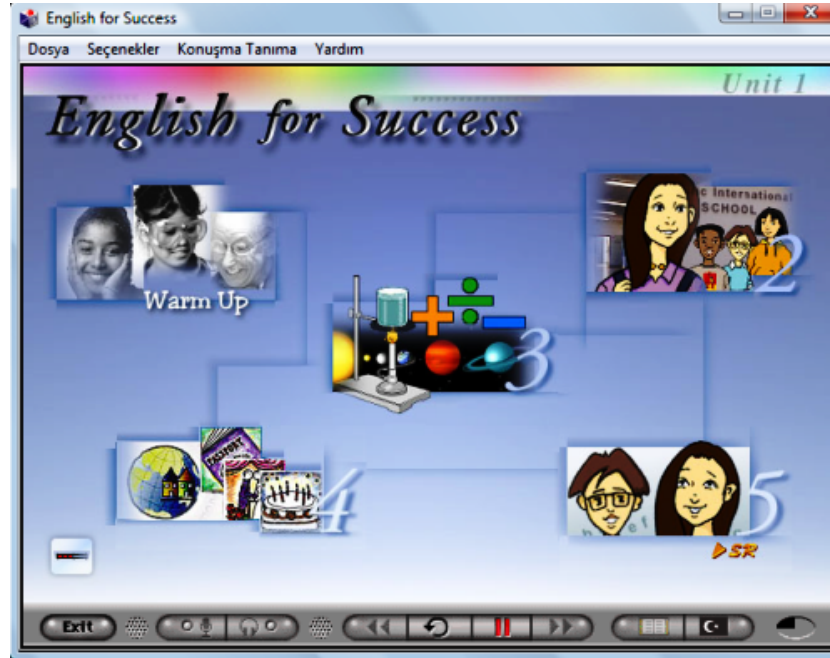 English for Success
Dosya Seçenekler Konuşma Tanıma Yardım
Unit 1
English for Success
Warm Up
c International
SCHOOL
2
3
PASSPORT
4
5
SR
Exit